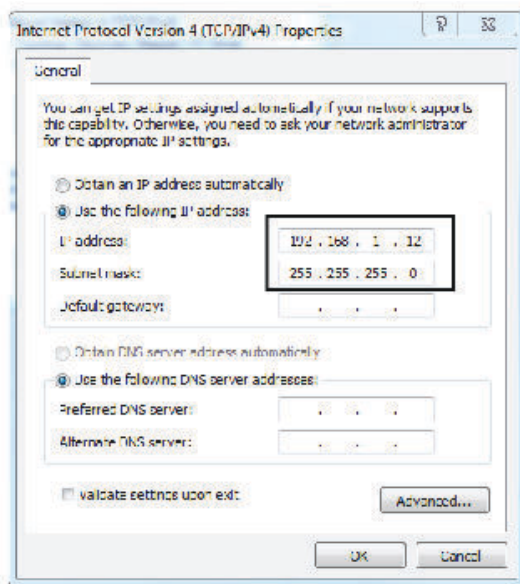 Internet Protocol Version 4 (TCP/IPv4) Properties
General
You can get IP settings assigned automatically if your network supports
this capability. Otherwise, you need to ask your network administrator
for the appropriate IP settings.
Obtain an IP address automatically
Use the following IP address:
IP address: 192 . 168 . 1 . 12
Subnet mask: 255 . 255 . 255 . 0
Default gateway: . . .
Obtain DNS server address automatically
Use the following DNS server addresses:
Preferred DNS server: . . .
Alternate DNS server: . . .
Validate settings upon exit
Advanced...
OK Cancel